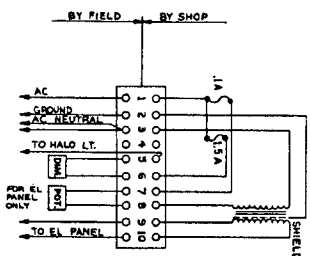 BY FIELD
BY SHOP
AC
GROUND
AC NEUTRAL
TO HALO LT.
DIM.
FOR EL
PANEL
ONLY
POT.
TO EL PANEL
1
2
3
4
5
6
7
8
9
10
.1A
1.5 A
SHIELD